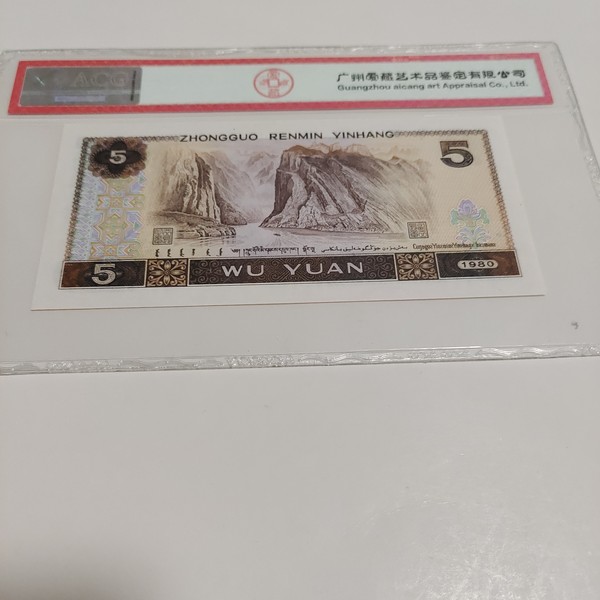 ACG
广州爱藏艺术品鉴定有限公司
Guangzhou aicang art Appraisal Co., Ltd.
ZHONGGUO RENMIN YINHANG
5
5
5
WU YUAN
1980